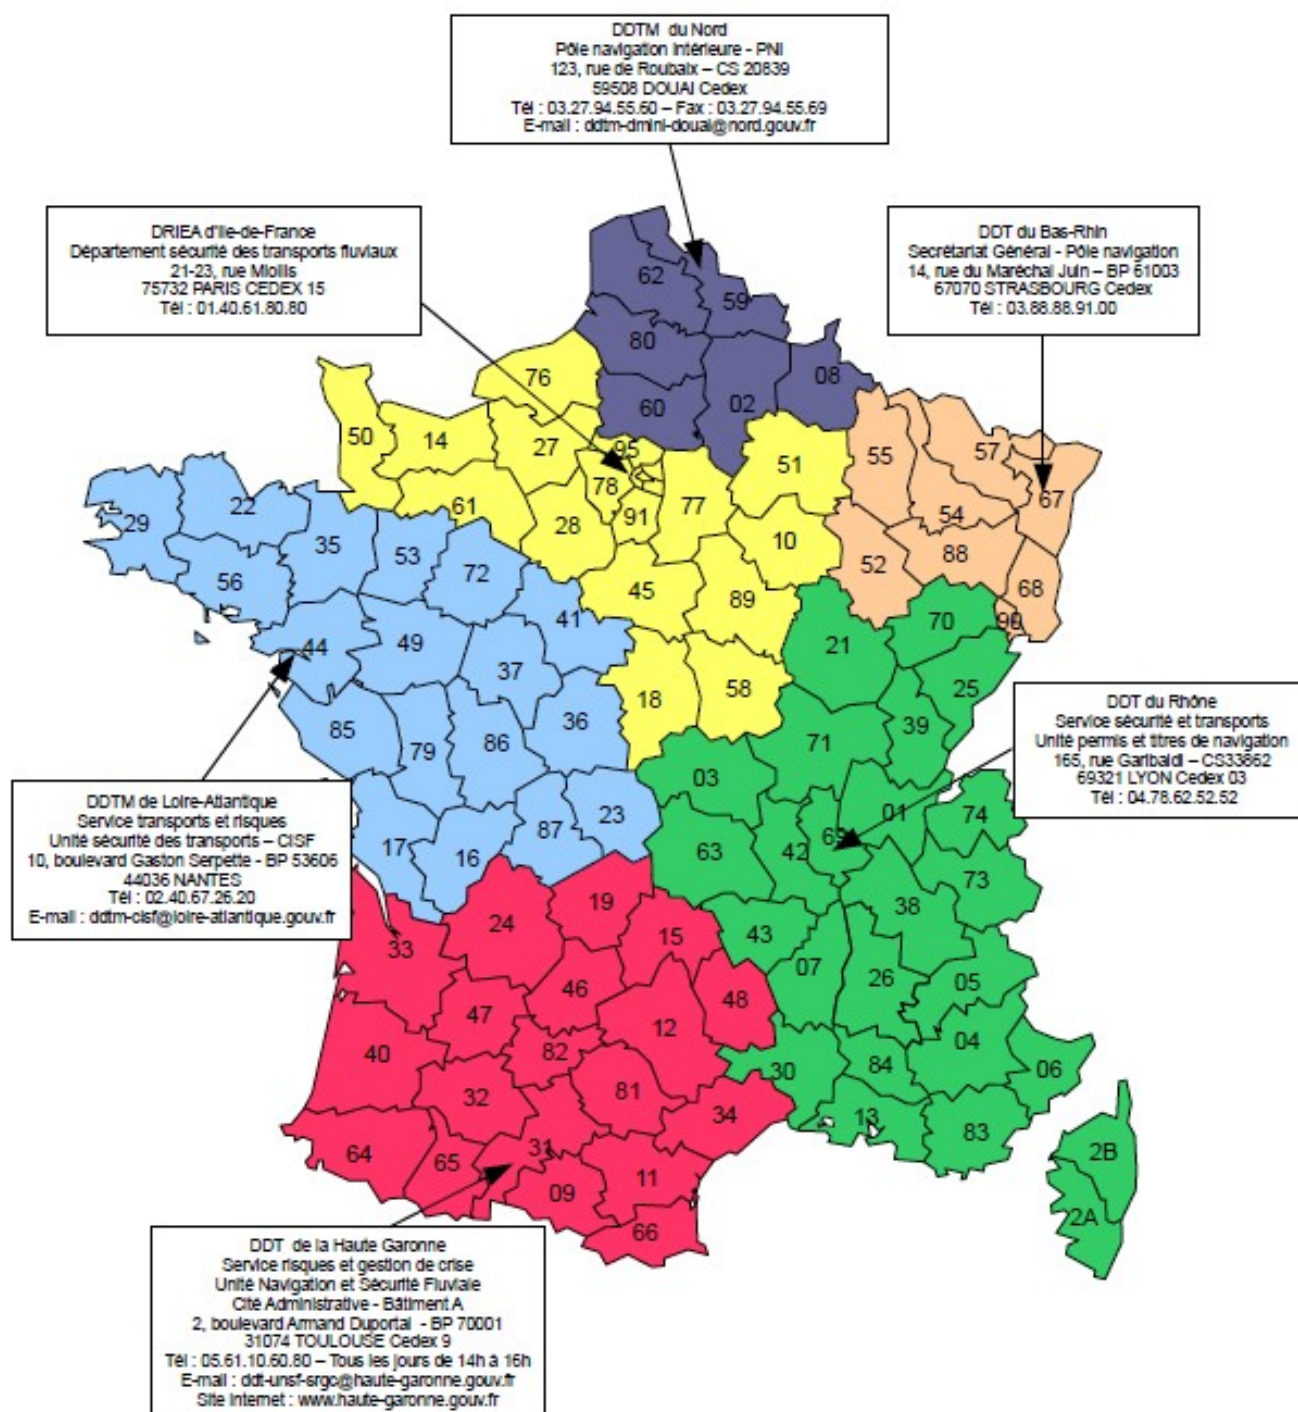 DDTM du Nord
Pôle navigation Intérieure - PNI
123, rue de Roubaix – CS 20839
59508 DOUAI Cedex
Tél : 03.27.94.55.60 – Fax : 03.27.94.55.69
E-mail : ddtm-dmini-douai@nord.gouv.fr
DRIEA d'Ile-de-France
Département sécurité des transports fluviaux
21-23, rue Miollis
75732 PARIS CEDEX 15
Tél : 01.40.61.80.80
DDT du Bas-Rhin
Secrétariat Général - Pôle navigation
14, rue du Maréchal Juin – BP 61003
67070 STRASBOURG Cedex
Tél : 03.88.88.91.00
62
59
80
08
76
60
02
50
14
27
95
78
91
77
51
55
57
67
54
61
28
10
52
88
68
90
29
22
35
53
72
56
45
89
41
44
49
37
21
70
25
18
58
39
85
79
86
36
71
03
DDT du Rhône
Service sécurité et transports
Unité permis et titres de navigation
165, rue Garibaldi – CS33862
69321 LYON Cedex 03
Tél : 04.78.62.52.52
DDTM de Loire-Atlantique
Service transports et risques
Unité sécurité des transports – CISF
10, boulevard Gaston Serpette - BP 53606
44036 NANTES
Tél : 02.40.67.26.20
E-mail : ddtm-cisf@loire-atlantique.gouv.fr
17
16
87
23
63
42
69
01
74
73
38
24
19
15
43
07
26
05
33
46
48
47
12
40
82
04
06
30
84
32
81
34
13
83
64
65
31
11
09
66
2B
2A
DDT de la Haute Garonne
Service risques et gestion de crise
Unité Navigation et Sécurité Fluviale
Cité Administrative - Bâtiment A
2, boulevard Armand Duportal - BP 70001
31074 TOULOUSE Cedex 9
Tél : 05.61.10.60.80 – Tous les jours de 14h à 16h
E-mail : ddt-unsf-srgc@haute-garonne.gouv.fr
Site Internet : www.haute-garonne.gouv.fr